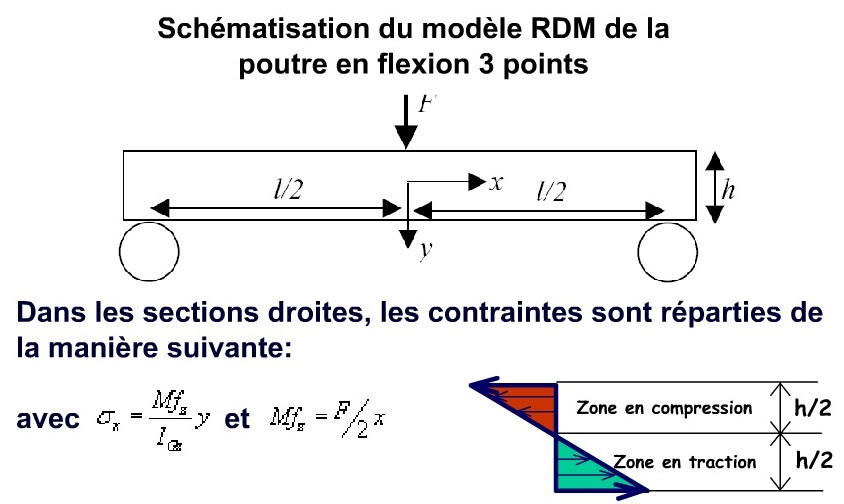 Schématisation du modèle RDM de la
poutre en flexion 3 points
F
l/2
x
l/2
h
y
Dans les sections droites, les contraintes sont réparties de
la manière suivante:
avec σx = Mfz/IGz y et Mfz = F/2 x
Zone en compression
h/2
Zone en traction
h/2